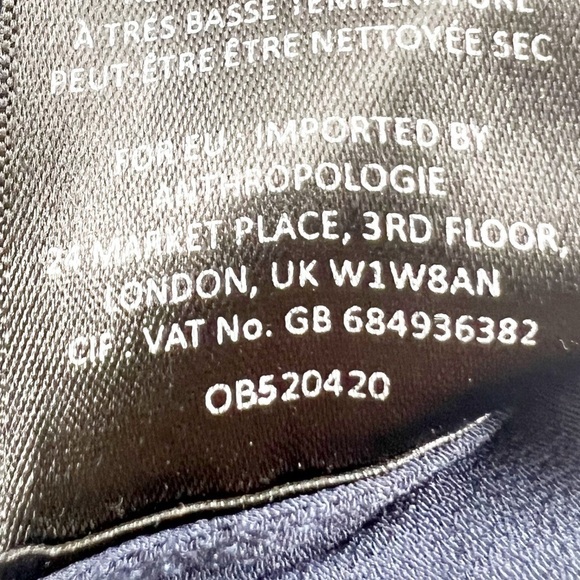 À TRÉS BASSE TEMPÉRATURE
PEUT-ÊTRE ÊTRE NETTOYÉE SEC
FOR EU : IMPORTED BY
ANTHROPOLOGIE
24 MARKET PLACE, 3RD FLOOR,
LONDON, UK W1W8AN
CIF : VAT No. GB 684936382
OB520420